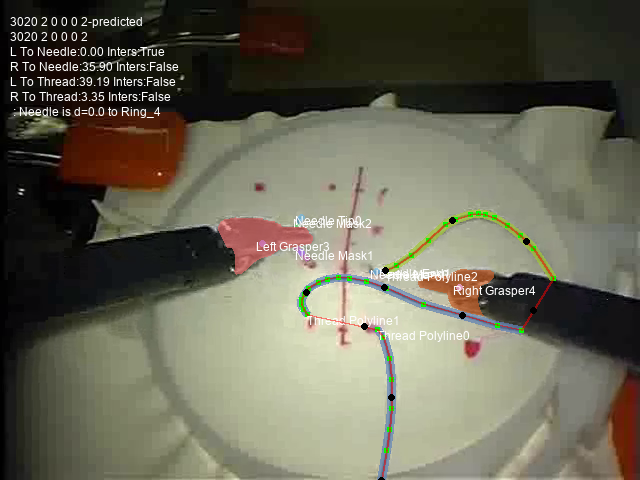 3020 2 0 0 0 2-predicted
3020 2 0 0 0 2
L To Needle:0.00 Inters:True
R To Needle:35.90 Inters:False
L To Thread:39.19 Inters:False
R To Thread:3.35 Inters:False
: Needle is d=0.0 to Ring_4
Needle Tip0
Needle Mask2
Left Grasper3
Needle Mask1
Thread Polyline2
Right Grasper4
Thread Polyline1
Thread Polyline0